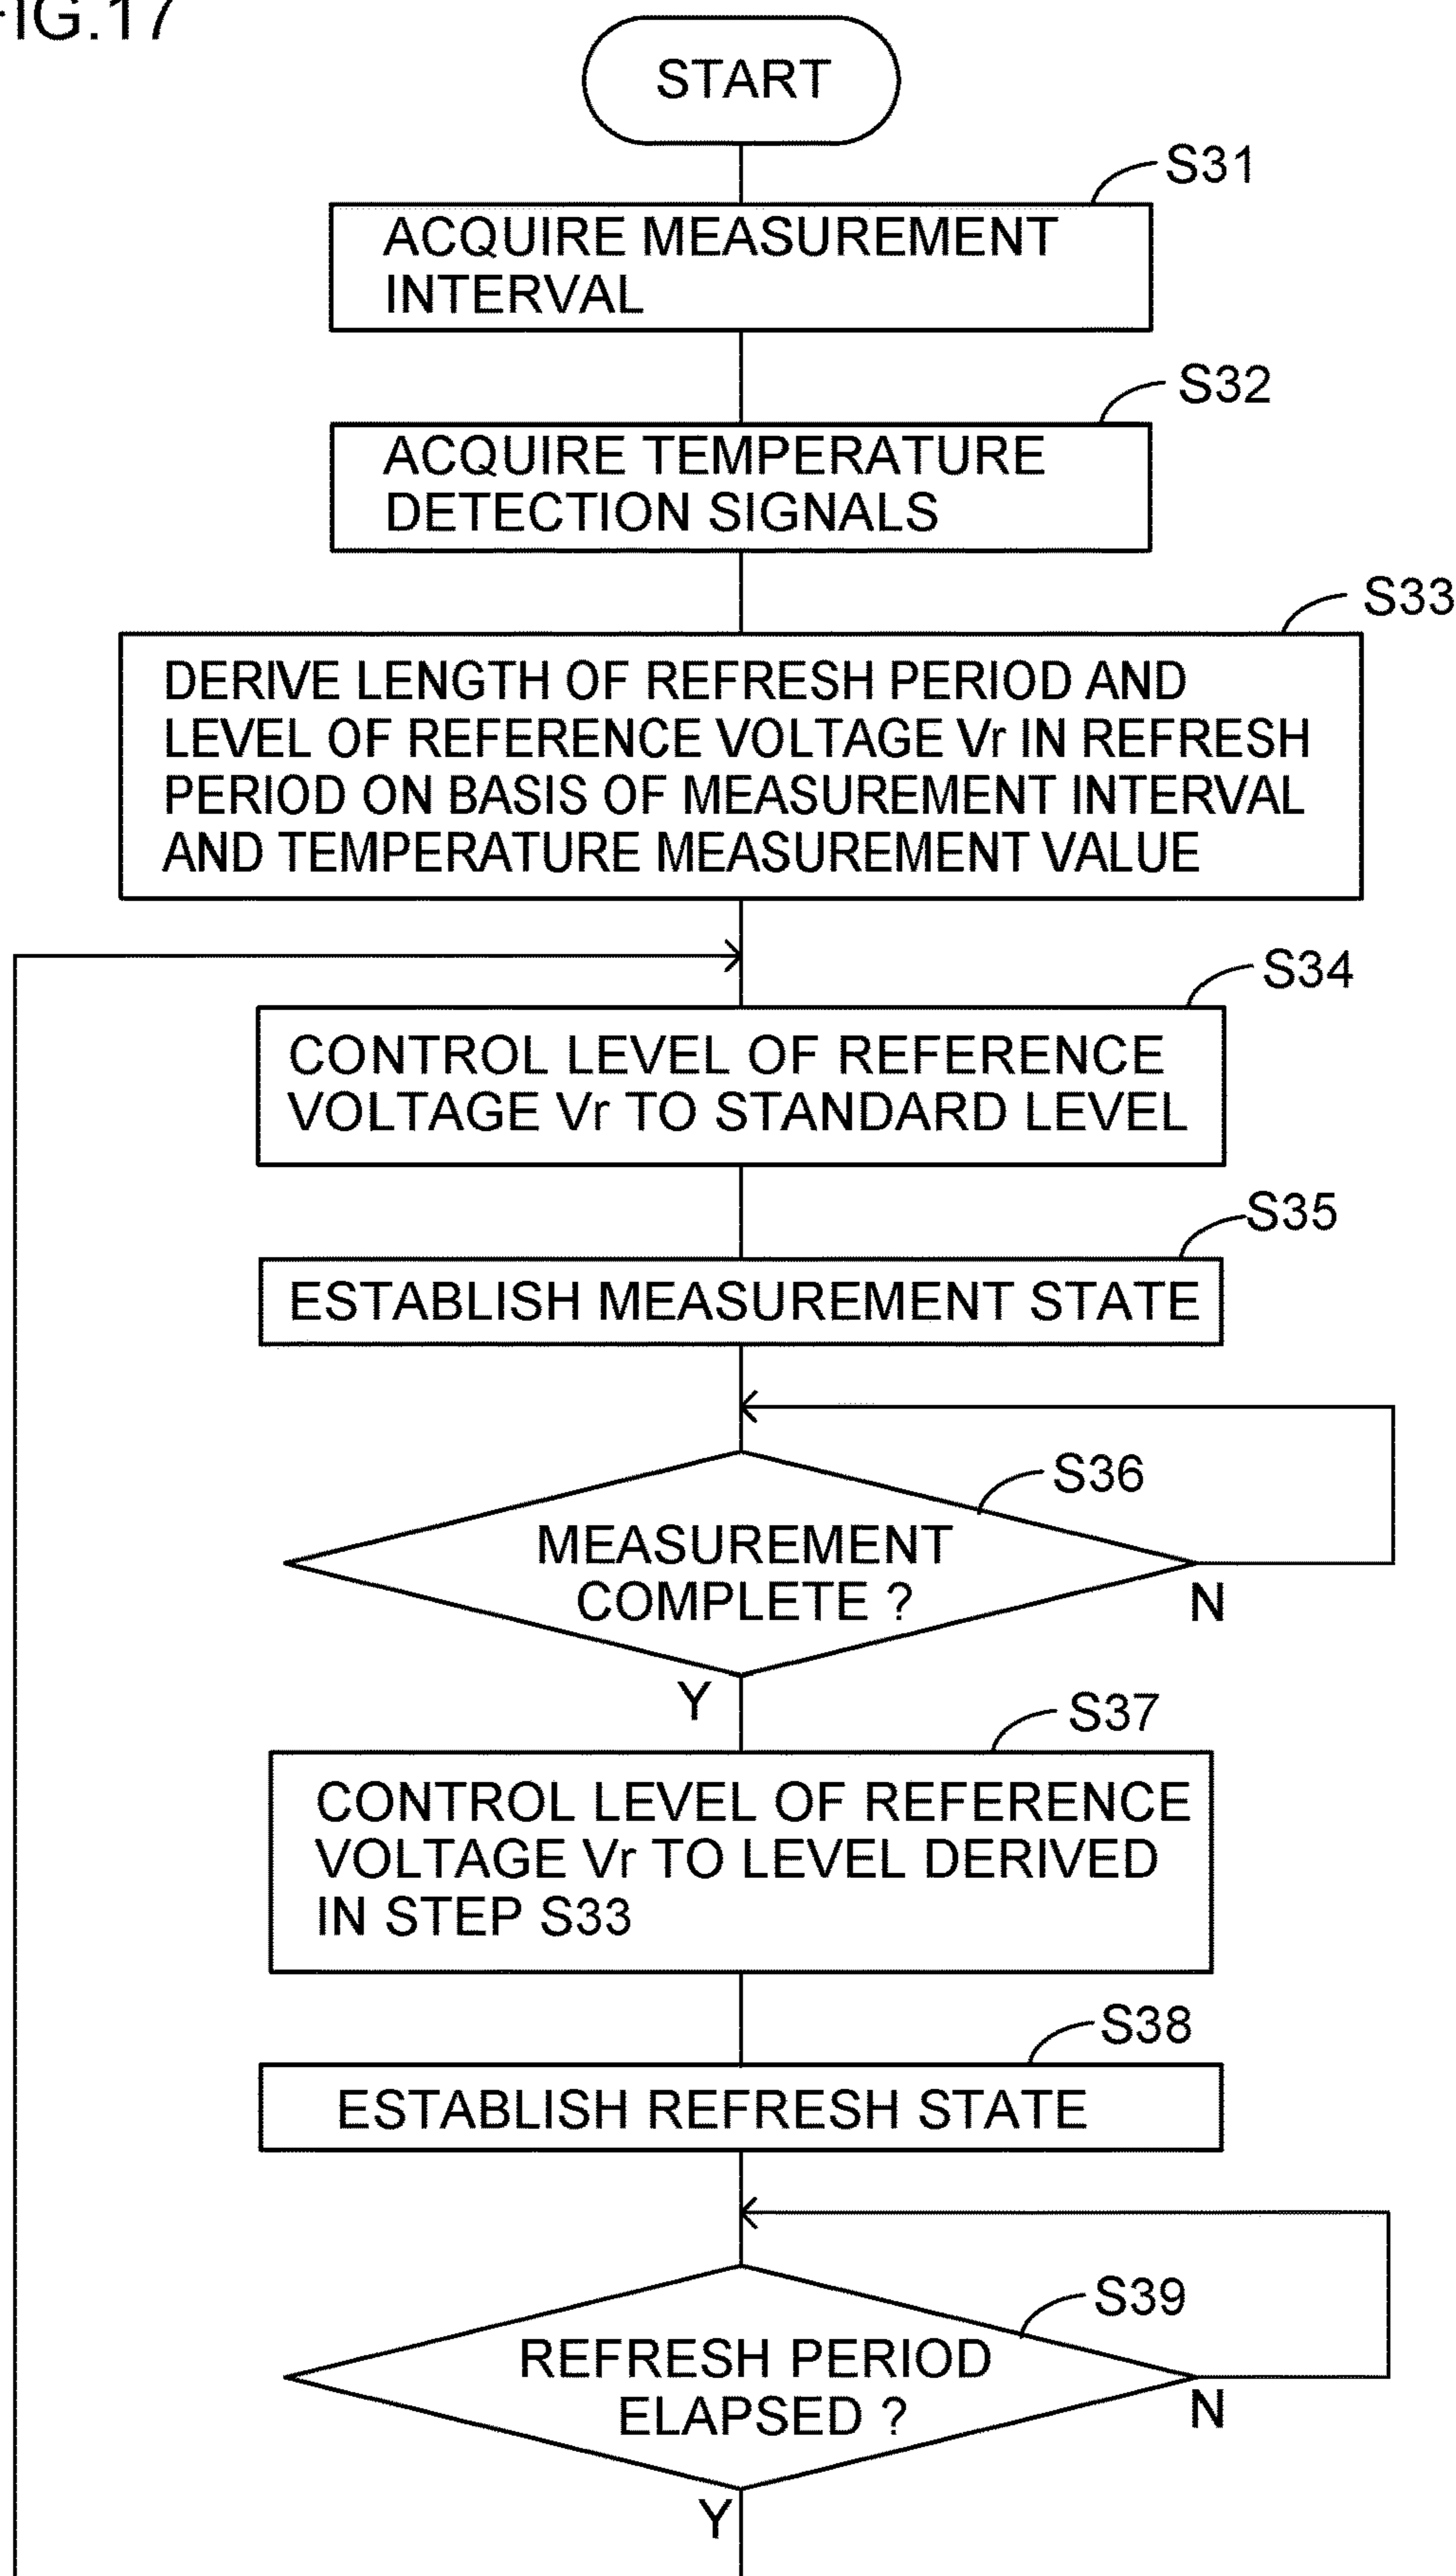 FIG.17
START
S31
ACQUIRE MEASUREMENT
INTERVAL
S32
ACQUIRE TEMPERATURE
DETECTION SIGNALS
S33
DERIVE LENGTH OF REFRESH PERIOD AND
LEVEL OF REFERENCE VOLTAGE Vr IN REFRESH
PERIOD ON BASIS OF MEASUREMENT INTERVAL
AND TEMPERATURE MEASUREMENT VALUE
S34
CONTROL LEVEL OF REFERENCE
VOLTAGE Vr TO STANDARD LEVEL
S35
ESTABLISH MEASUREMENT STATE
S36
MEASUREMENT
COMPLETE ?
N
Y
S37
CONTROL LEVEL OF REFERENCE
VOLTAGE Vr TO LEVEL DERIVED
IN STEP S33
S38
ESTABLISH REFRESH STATE
S39
REFRESH PERIOD
ELAPSED ?
N
Y